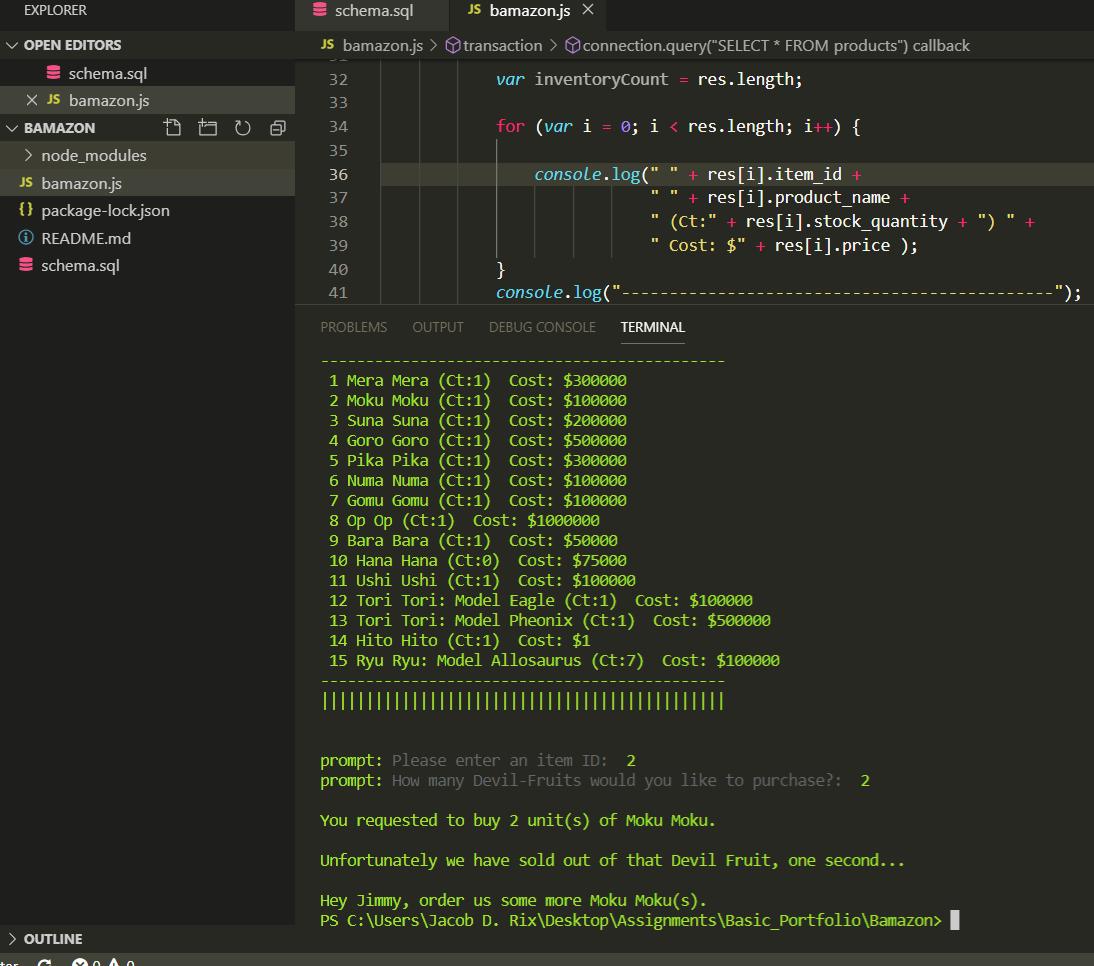 EXPLORER
OPEN EDITORS
schema.sql
JS bamazon.js
BAMAZON
node_modules
JS bamazon.js
{} package-lock.json
README.md
schema.sql
OUTLINE
schema.sql JS bamazon.js
JS bamazon.js > transaction > connection.query("SELECT * FROM products") callback
32 var inventoryCount = res.length;
33
34 for (var i = 0; i < res.length; i++) {
35
36 console.log(" " + res[i].item_id +
37 " " + res[i].product_name +
38 " (Ct:" + res[i].stock_quantity + ") " +
39 " Cost: $" + res[i].price );
40 }
41 console.log("---------------------------------------------");
PROBLEMS OUTPUT DEBUG CONSOLE TERMINAL
---------------------------------------------
1 Mera Mera (Ct:1)  Cost: $300000
2 Moku Moku (Ct:1)  Cost: $100000
3 Suna Suna (Ct:1)  Cost: $200000
4 Goro Goro (Ct:1)  Cost: $500000
5 Pika Pika (Ct:1)  Cost: $300000
6 Numa Numa (Ct:1)  Cost: $100000
7 Gomu Gomu (Ct:1)  Cost: $100000
8 Op Op (Ct:1)  Cost: $1000000
9 Bara Bara (Ct:1)  Cost: $50000
10 Hana Hana (Ct:0)  Cost: $75000
11 Ushi Ushi (Ct:1)  Cost: $100000
12 Tori Tori: Model Eagle (Ct:1)  Cost: $100000
13 Tori Tori: Model Pheonix (Ct:1)  Cost: $500000
14 Hito Hito (Ct:1)  Cost: $1
15 Ryu Ryu: Model Allosaurus (Ct:7)  Cost: $100000
---------------------------------------------
|||||||||||||||||||||||||||||||||||||||||||||
prompt: Please enter an item ID:  2
prompt: How many Devil-Fruits would you like to purchase?:  2
You requested to buy 2 unit(s) of Moku Moku.
Unfortunately we have sold out of that Devil Fruit, one second...
Hey Jimmy, order us some more Moku Moku(s).
PS C:\Users\Jacob D. Rix\Desktop\Assignments\Basic_Portfolio\Bamazon>